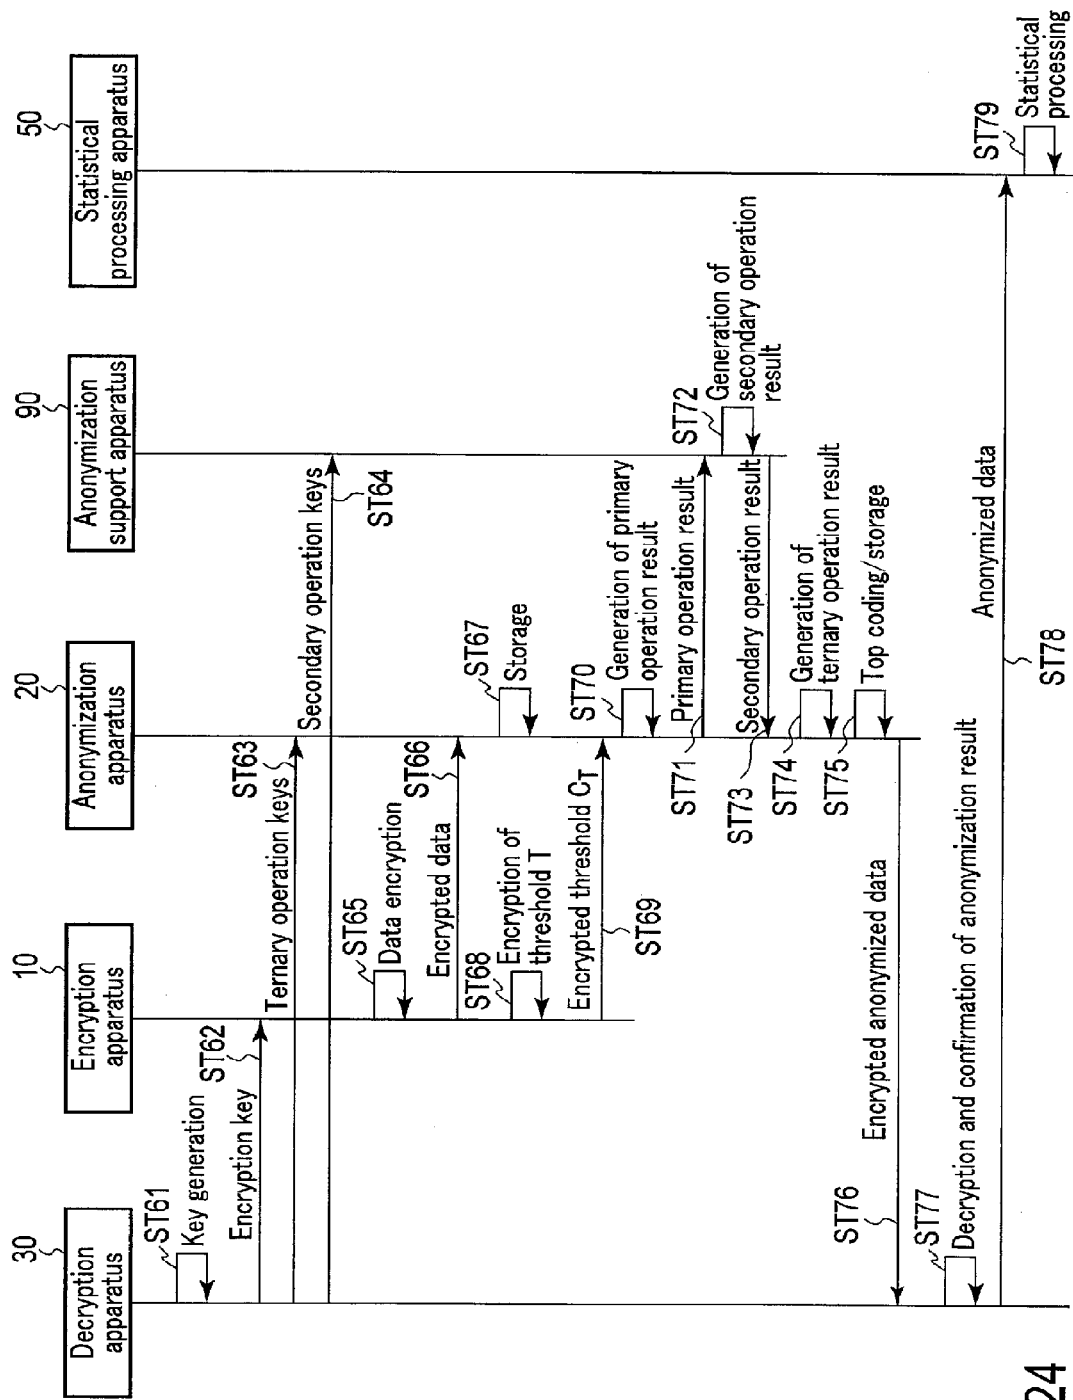 30
Decryption
apparatus
10
Encryption
apparatus
20
Anonymization
apparatus
90
Anonymization
support apparatus
50
Statistical
processing apparatus
ST61
Key generation
Encryption key
ST62
Ternary operation keys
ST63
Secondary operation keys
ST64
ST65
Data encryption
Encrypted data
ST66
ST67
Storage
ST68
Encryption of
threshold T
Encrypted threshold CT
ST69
ST70
Generation of primary
operation result
Primary operation result
ST71
ST72
Generation of
secondary operation
result
Secondary operation result
ST73
ST74
Generation of
ternary operation result
ST75
Top coding/storage
Encrypted anonymized data
ST76
ST77
Decryption and confirmation of anonymization result
Anonymized data
ST78
ST79
Statistical
processing
24